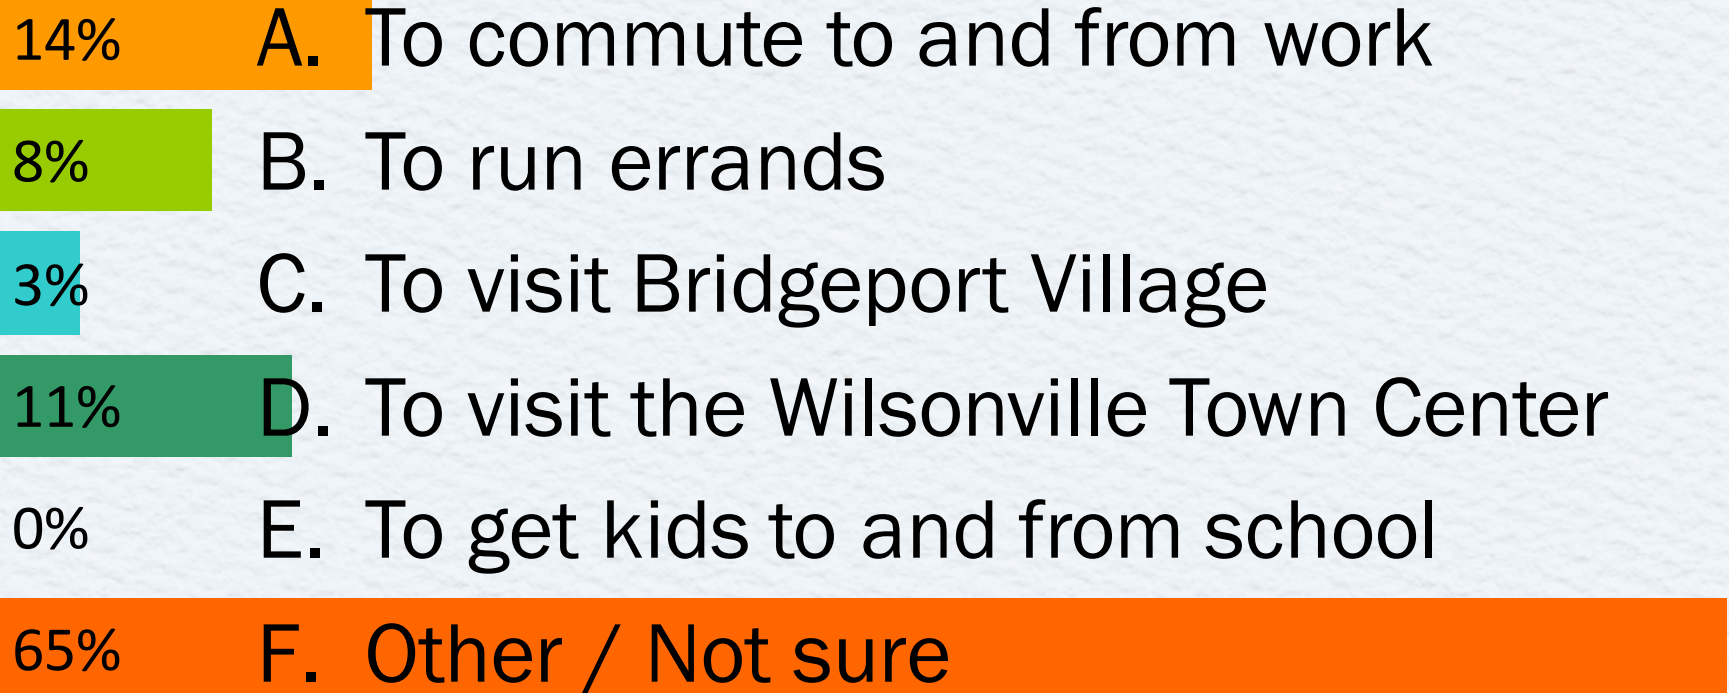 14% A. To commute to and from work
8% B. To run errands
3% C. To visit Bridgeport Village
11% D. To visit the Wilsonville Town Center
0% E. To get kids to and from school
65% F. Other / Not sure